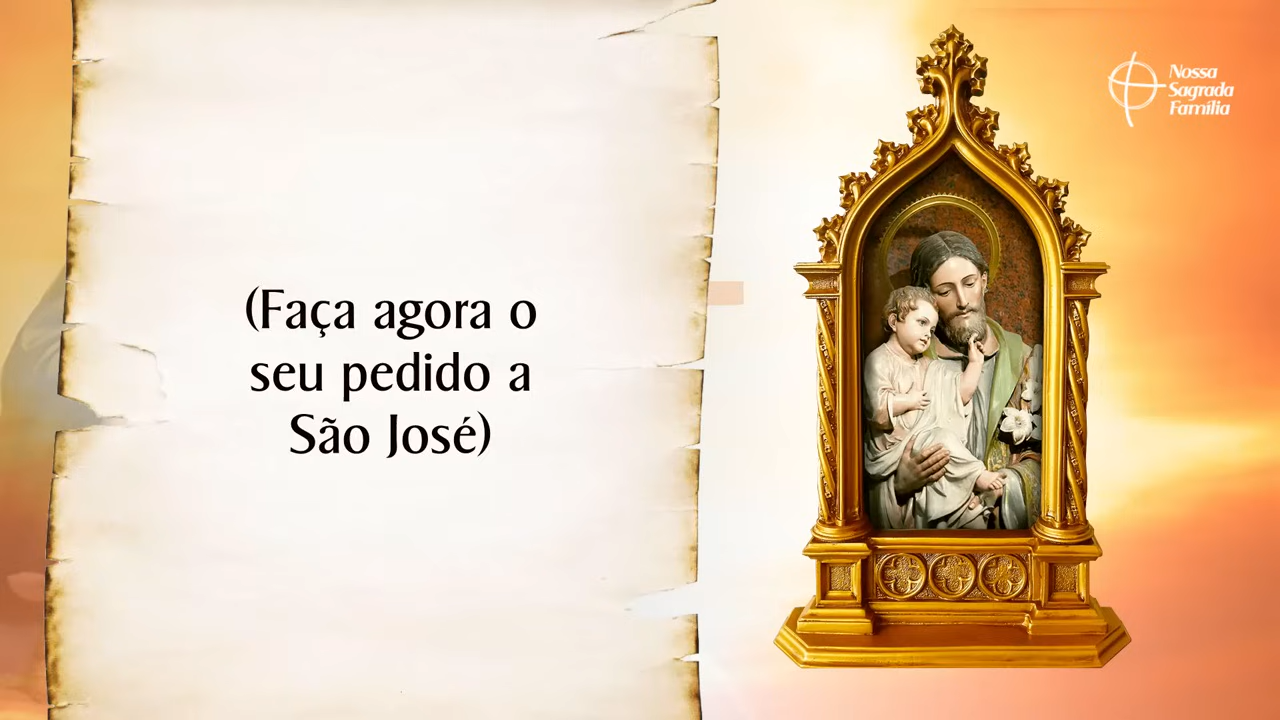 (Faça agora o
seu pedido a
São José)
Nossa
Sagrada
Família